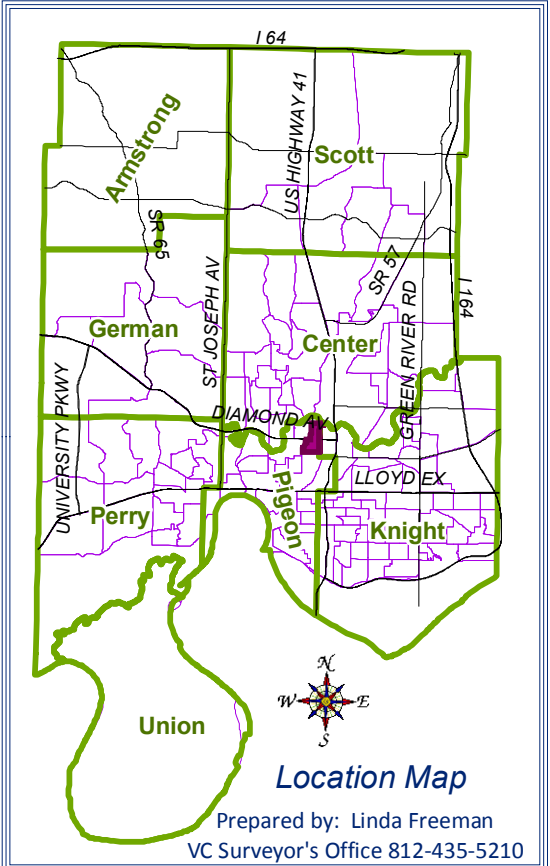 I 64
Armstrong
US HIGHWAY 41
Scott
SR 65
ST JOSEPH AV
SR 57
I 164
GREEN RIVER RD
German
Center
UNIVERSITY PKWY
DIAMOND AV
LLOYD EX
Pigeon
Perry
Knight
Union
N
W
E
S
Location Map
Prepared by: Linda Freeman
VC Surveyor's Office 812-435-5210